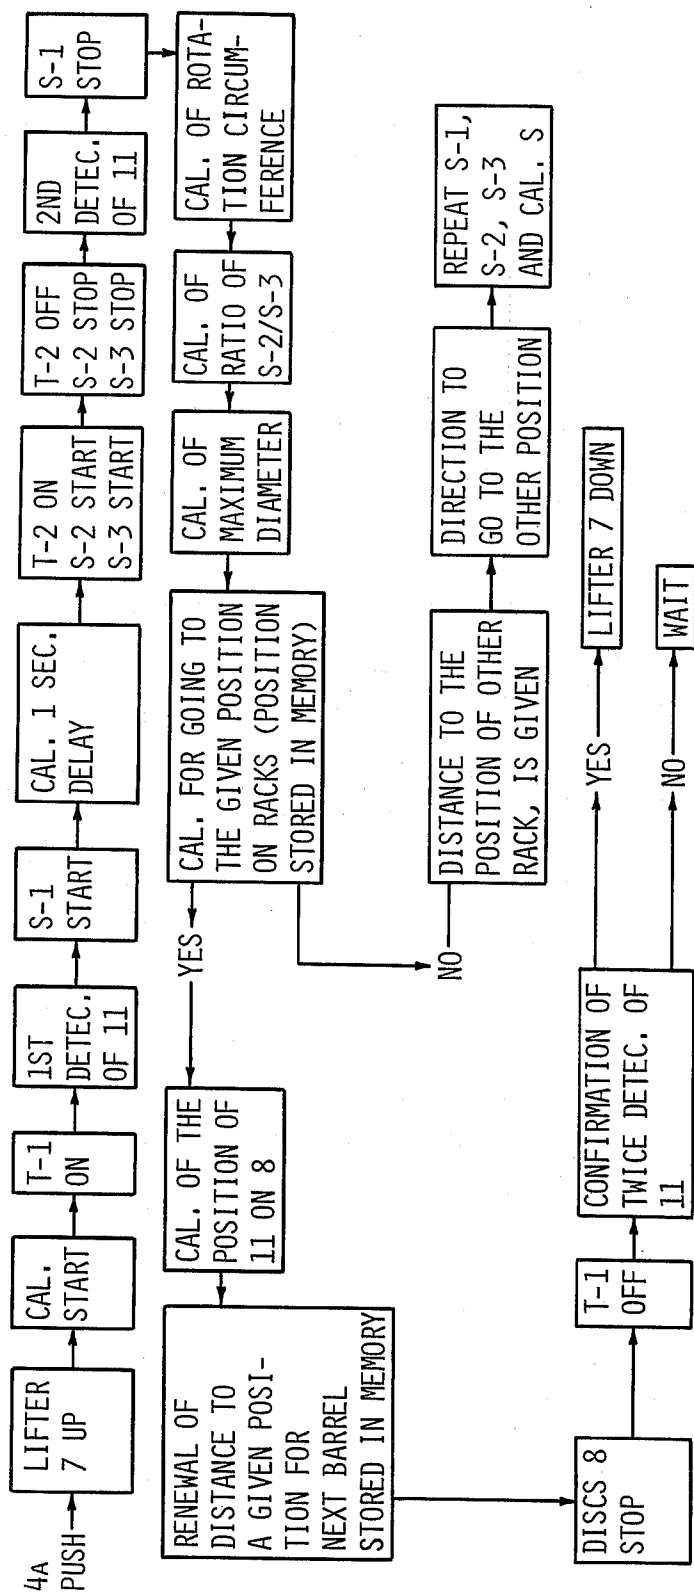 4A
PUSH
LIFTER
7 UP
CAL.
START
T-1
ON
1ST
DETEC.
OF 11
S-1
START
CAL. 1 SEC.
DELAY
T-2 ON
S-2 START
S-3 START
T-2 OFF
S-2 STOP
S-3 STOP
2ND
DETEC.
OF 11
S-1
STOP
CAL. OF ROTA-
TION CIRCUM-
FERENCE
CAL. OF
RATIO OF
S-2/S-3
CAL. OF
MAXIMUM
DIAMETER
CAL. FOR GOING TO
THE GIVEN POSITION
ON RACKS (POSITION
STORED IN MEMORY)
YES
CAL. OF THE
POSITION OF
11 ON 8
RENEWAL OF
DISTANCE TO
A GIVEN POSI-
TION FOR
NEXT BARREL
STORED IN MEMORY
NO
DISTANCE TO THE
POSITION OF OTHER
RACK, IS GIVEN
DIRECTION TO
GO TO THE
OTHER POSITION
REPEAT S-1,
S-2, S-3
AND CAL. S
DISCS 8
STOP
T-1
OFF
CONFIRMATION OF
TWICE DETEC. OF
11
YES
LIFTER 7 DOWN
NO
WAIT